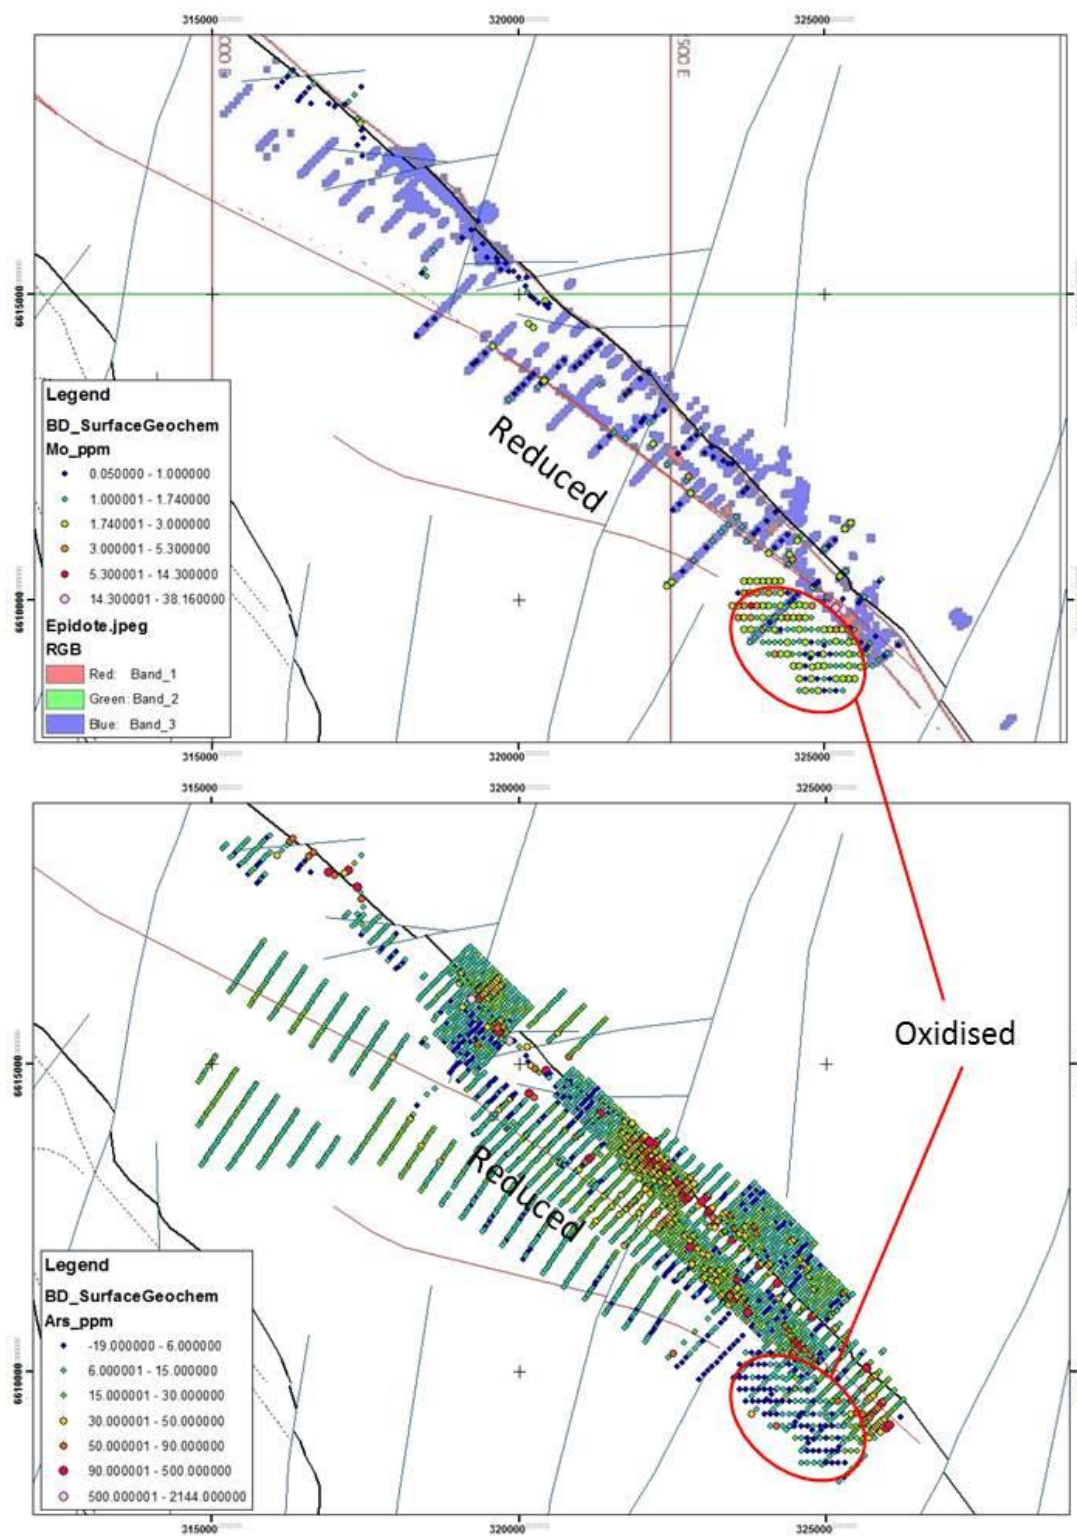 315000 320000 325000
000 E
500 E
6615000
Reduced
Legend
BD_SurfaceGeochem
Mo_ppm
0.050000 - 1.000000
1.000001 - 1.740000
1.740001 - 3.000000
3.000001 - 5.300000
5.300001 - 14.300000
14.300001 - 38.160000
Epidote.jpeg
RGB
Red: Band_1
Green: Band_2
Blue: Band_3
6610000
315000 320000 325000
315000 320000 325000
Oxidised
6615000
Reduced
Legend
BD_SurfaceGeochem
Ars_ppm
-19.000000 - 6.000000
6.000001 - 15.000000
15.000001 - 30.000000
30.000001 - 50.000000
50.000001 - 90.000000
90.000001 - 500.000000
500.000001 - 2144.000000
6610000
315000 320000 325000